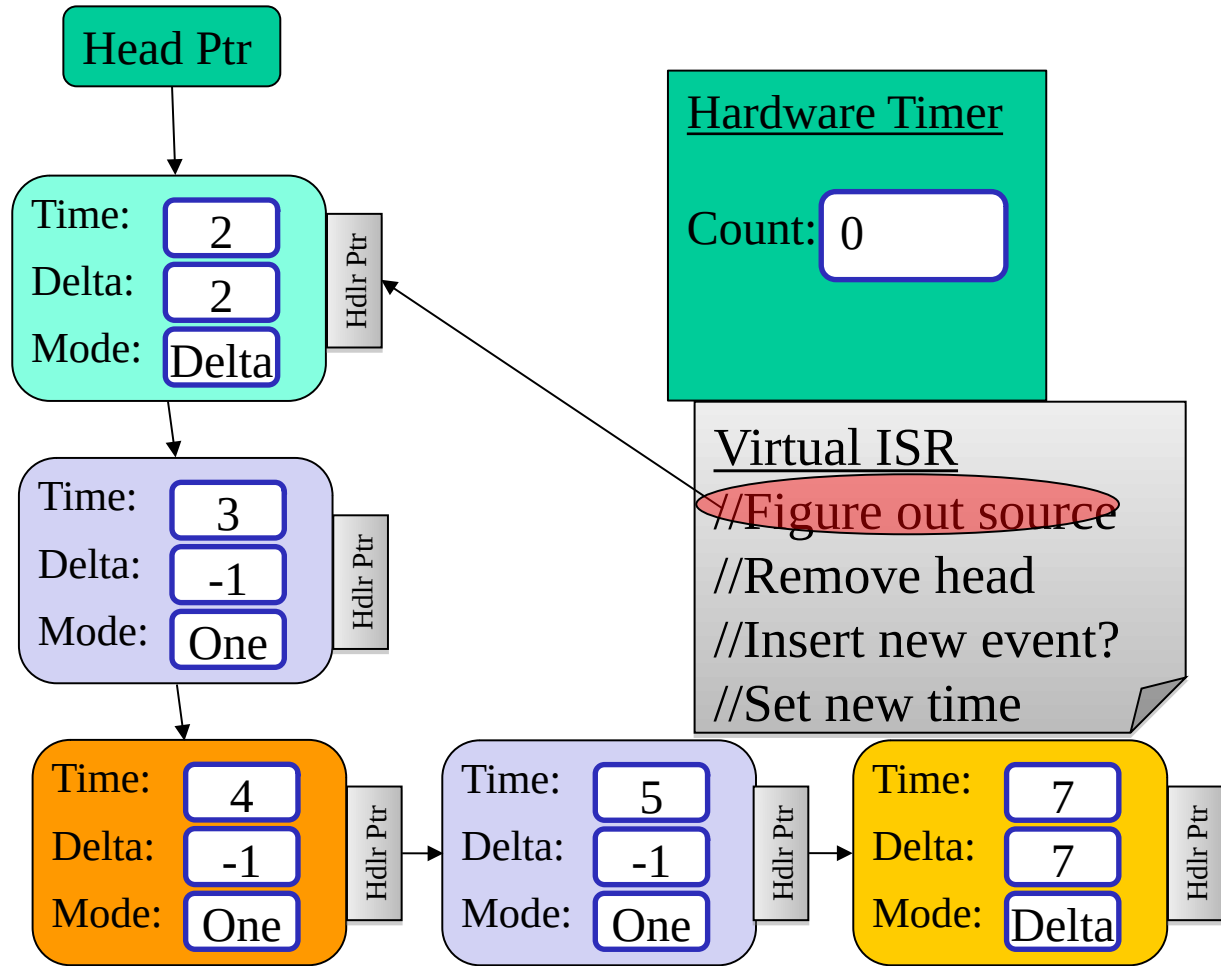 Head Ptr
Hardware Timer
Count: 0
Time: 2
Delta: 2
Mode: Delta
Hdlr Ptr
Virtual ISR
//Figure out source
//Remove head
//Insert new event?
//Set new time
Time: 3
Delta: -1
Mode: One
Hdlr Ptr
Time: 4
Delta: -1
Mode: One
Hdlr Ptr
Time: 5
Delta: -1
Mode: One
Hdlr Ptr
Time: 7
Delta: 7
Mode: Delta
Hdlr Ptr